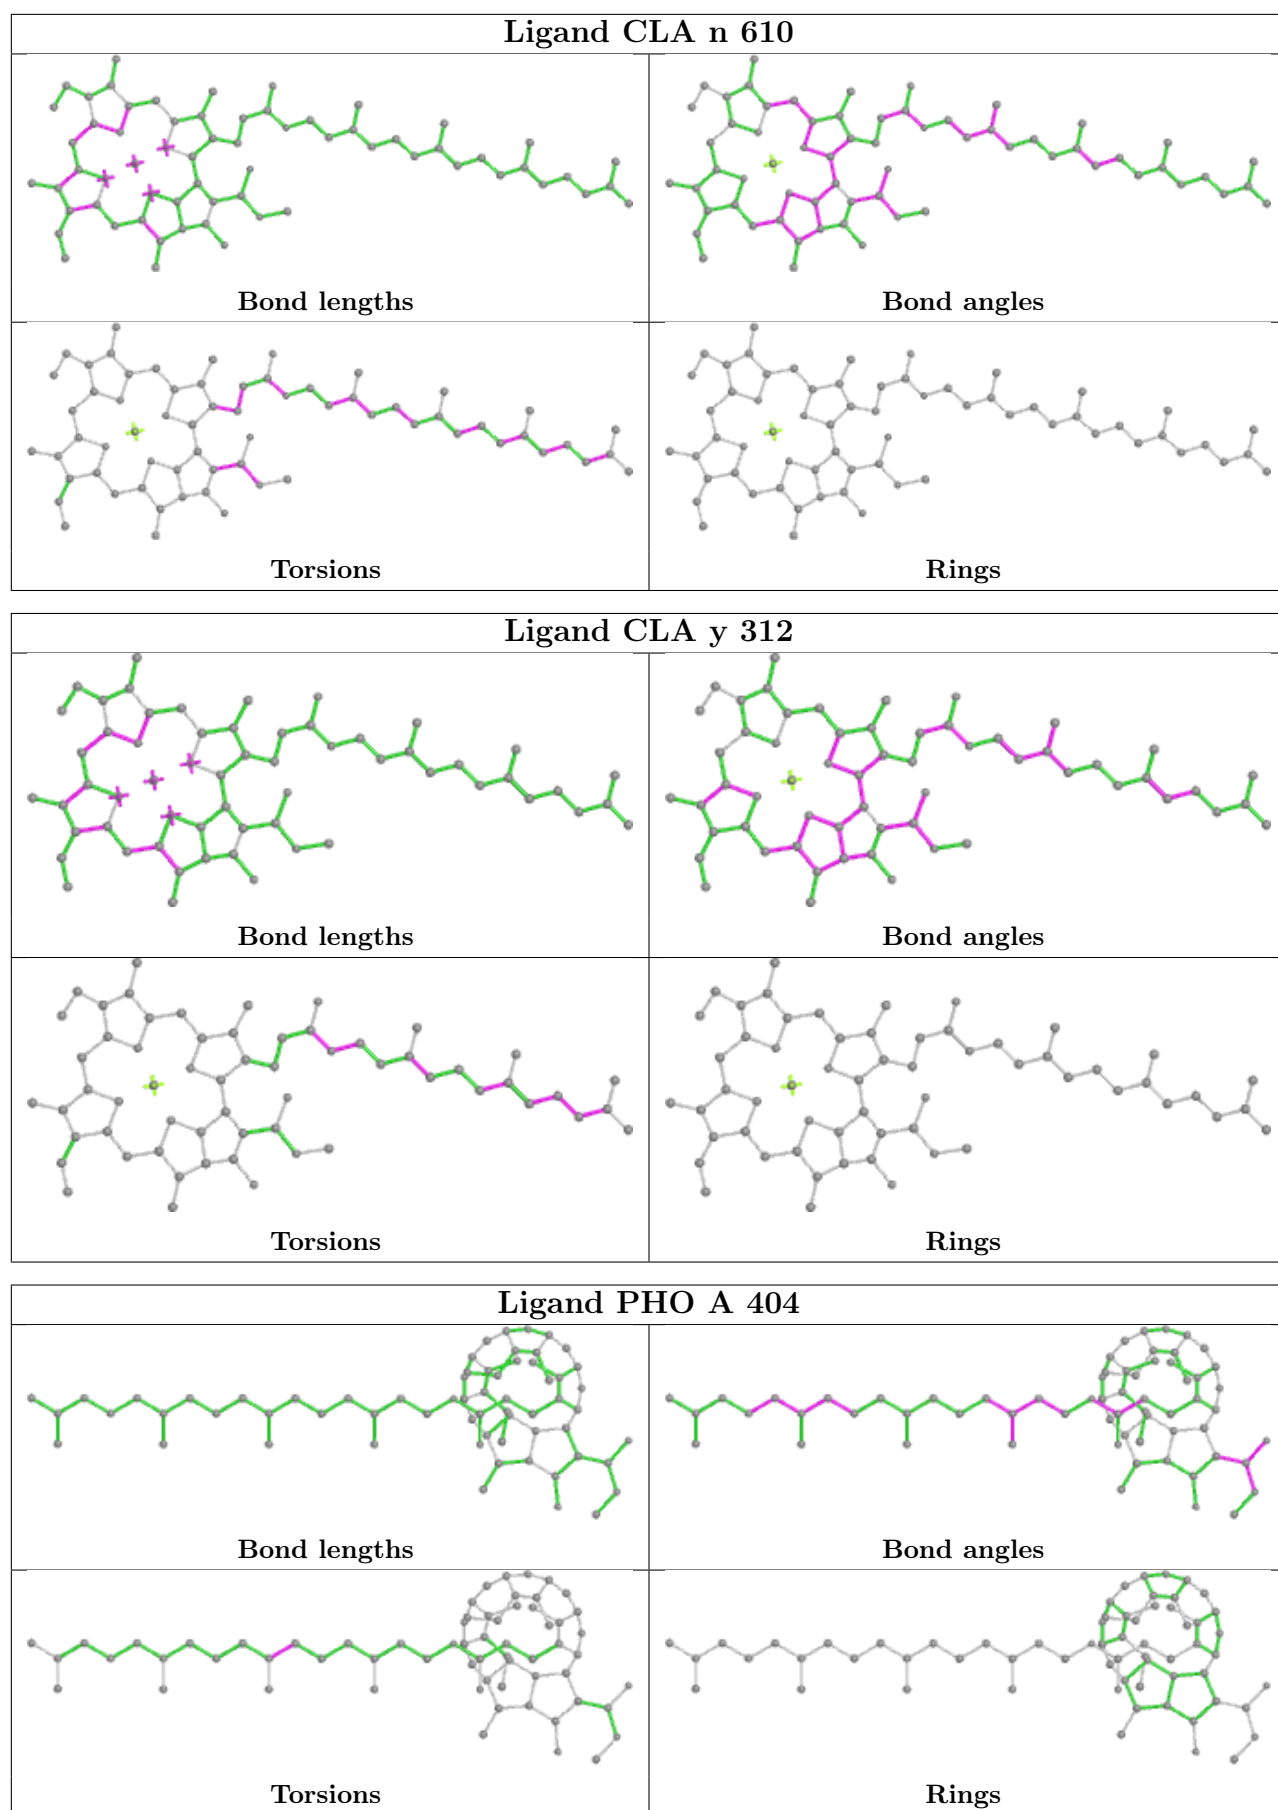 Ligand CLA n 610
Bond lengths
Bond angles
Torsions
Rings
Ligand CLA y 312
Bond lengths
Bond angles
Torsions
Rings
Ligand PHO A 404
Bond lengths
Bond angles
Torsions
Rings